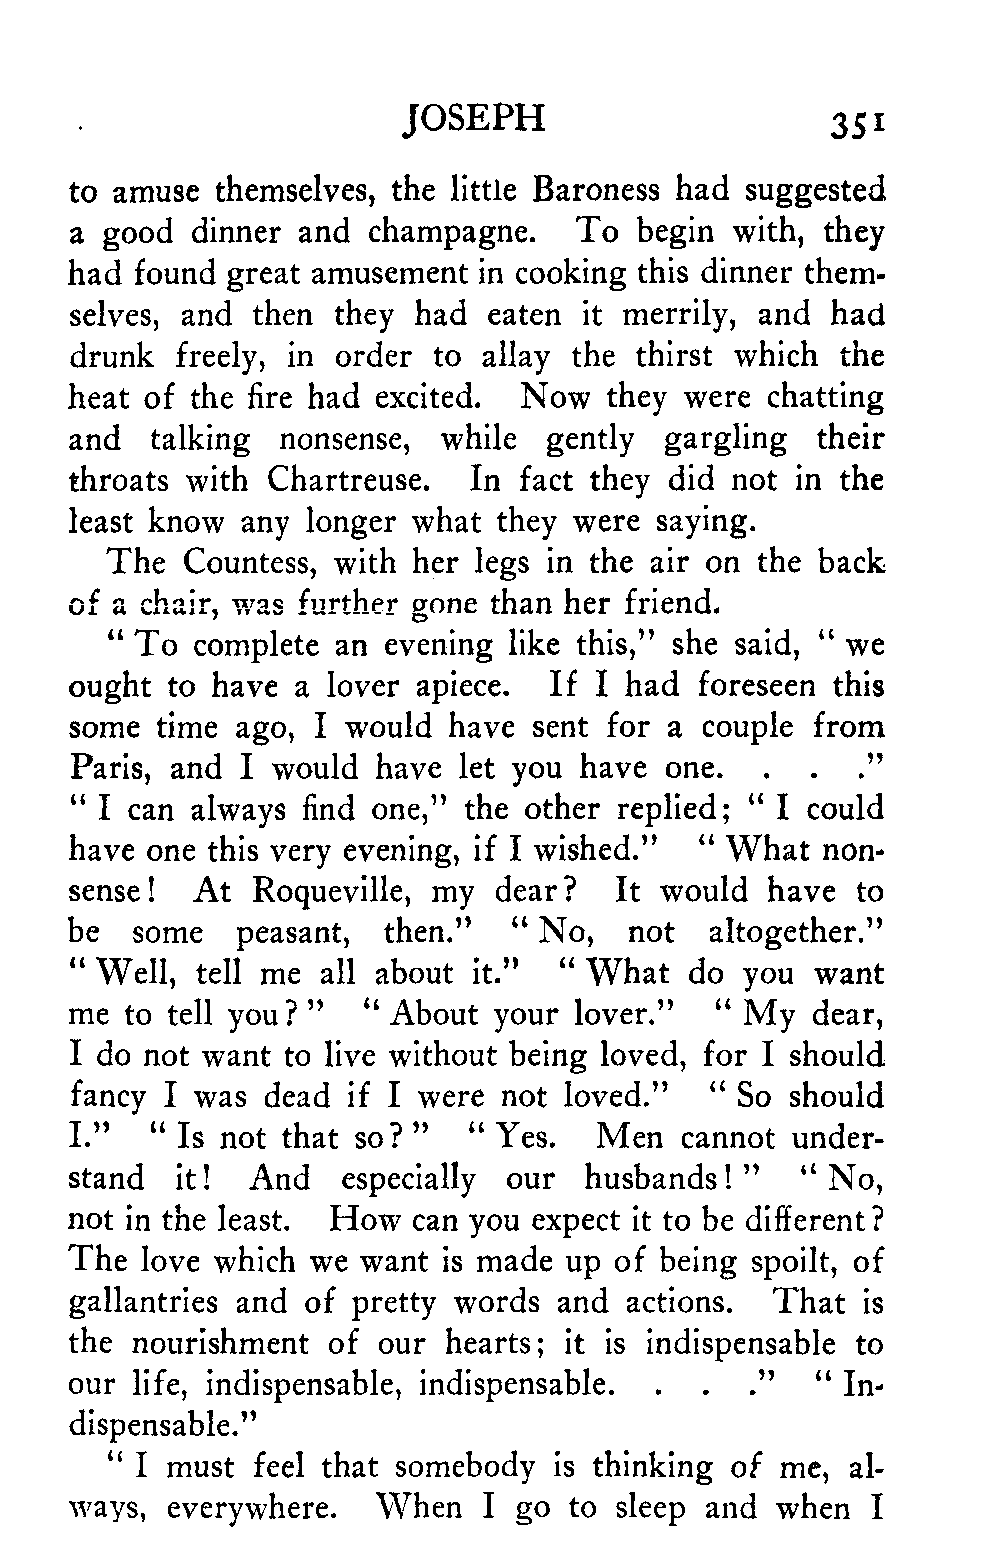 JOSEPH 351
to amuse themselves, the little Baroness had suggested
a good dinner and champagne. To begin with, they
had found great amusement in cooking this dinner them-
selves, and then they had eaten it merrily, and had
drunk freely, in order to allay the thirst which the
heat of the fire had excited. Now they were chatting
and talking nonsense, while gently gargling their
throats with Chartreuse. In fact they did not in the
least know any longer what they were saying.
The Countess, with her legs in the air on the back
of a chair, was further gone than her friend.
“ To complete an evening like this,” she said, “ we
ought to have a lover apiece. If I had foreseen this
some time ago, I would have sent for a couple from
Paris, and I would have let you have one. . . .”
“ I can always find one,” the other replied; “ I could
have one this very evening, if I wished.” “ What non-
sense! At Roqueville, my dear? It would have to
be some peasant, then.” “ No, not altogether.”
“ Well, tell me all about it.” “ What do you want
me to tell you? ” “ About your lover.” “ My dear,
I do not want to live without being loved, for I should
fancy I was dead if I were not loved.” “ So should
I.” “ Is not that so? ” “ Yes. Men cannot under-
stand it! And especially our husbands! ” “ No,
not in the least. How can you expect it to be different?
The love which we want is made up of being spoilt, of
gallantries and of pretty words and actions. That is
the nourishment of our hearts; it is indispensable to
our life, indispensable, indispensable. . . .” “ In-
dispensable.”
“ I must feel that somebody is thinking of me, al-
ways, everywhere. When I go to sleep and when I